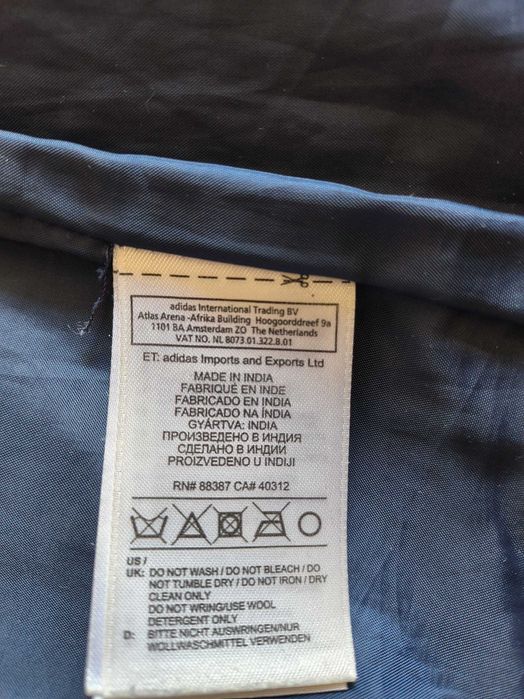 adidas International Trading BV
Atlas Arena -Afrika Building Hoogoorddreef 9a
1101 BA, Amsterdam ZO The Netherlands
VAT NO. NL 8073.01.322.B.01
ET: adidas Imports and Exports Ltd
MADE IN INDIA
FABRIQUÉ EN INDE
FABRICADO EN INDIA
FABRICADO NA ÍNDIA
GYÁRTVA: INDIA
ПРОИЗВЕДЕНО В ИНДИЯ
СДЕЛАНО В ИНДИИ
PROIZVEDENO U INDIJI
RN# 88387 CA# 40312
US /
UK: DO NOT WASH / DO NOT BLEACH / DO
NOT TUMBLE DRY / DO NOT IRON / DRY
CLEAN ONLY
DO NOT WRING/USE WOOL
DETERGENT ONLY
D: BITTE NICHT AUSWRINGEN/NUR
WOLLWASCHMITTEL VERWENDEN